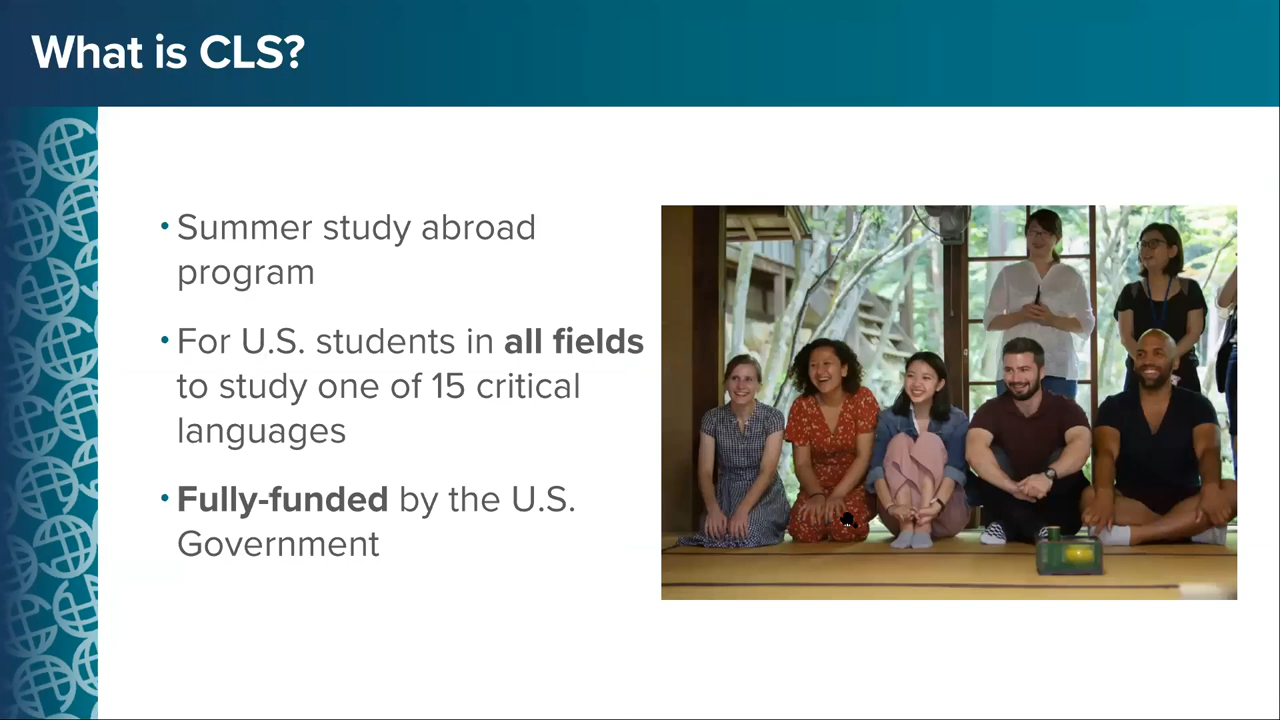 What is CLS?
• Summer study abroad
program
• For U.S. students in all fields
to study one of 15 critical
languages
• Fully-funded by the U.S.
Government